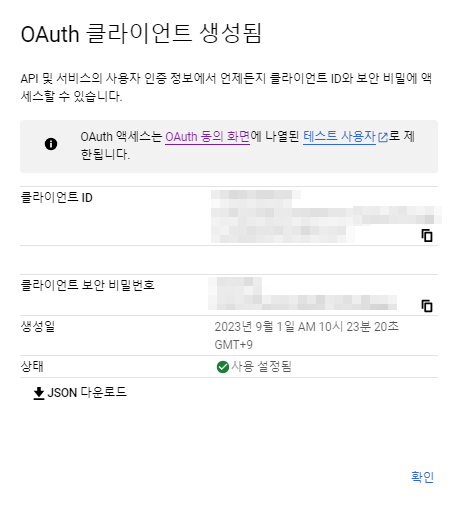 OAuth 클라이언트 생성됨
API 및 서비스의 사용자 인증 정보에서 언제든지 클라이언트 ID와 보안 비밀에 액
세스할 수 있습니다.
OAuth 액세스는 OAuth 동의 화면에 나열된 테스트 사용자로 제
한됩니다.
클라이언트 ID
클라이언트 보안 비밀번호
생성일 2023년 9월 1일 AM 10시 23분 20초
GMT+9
상태 사용 설정됨
JSON 다운로드
확인